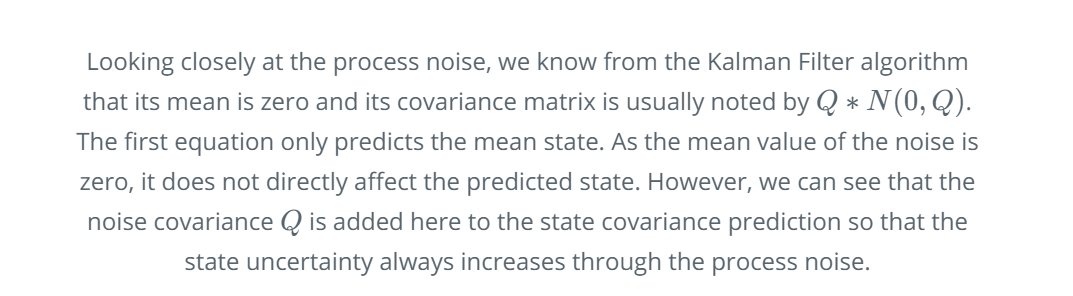 Looking closely at the process noise, we know from the Kalman Filter algorithm
that its mean is zero and its covariance matrix is usually noted by Q ∗ N(0, Q).
The first equation only predicts the mean state. As the mean value of the noise is
zero, it does not directly affect the predicted state. However, we can see that the
noise covariance Q is added here to the state covariance prediction so that the
state uncertainty always increases through the process noise.